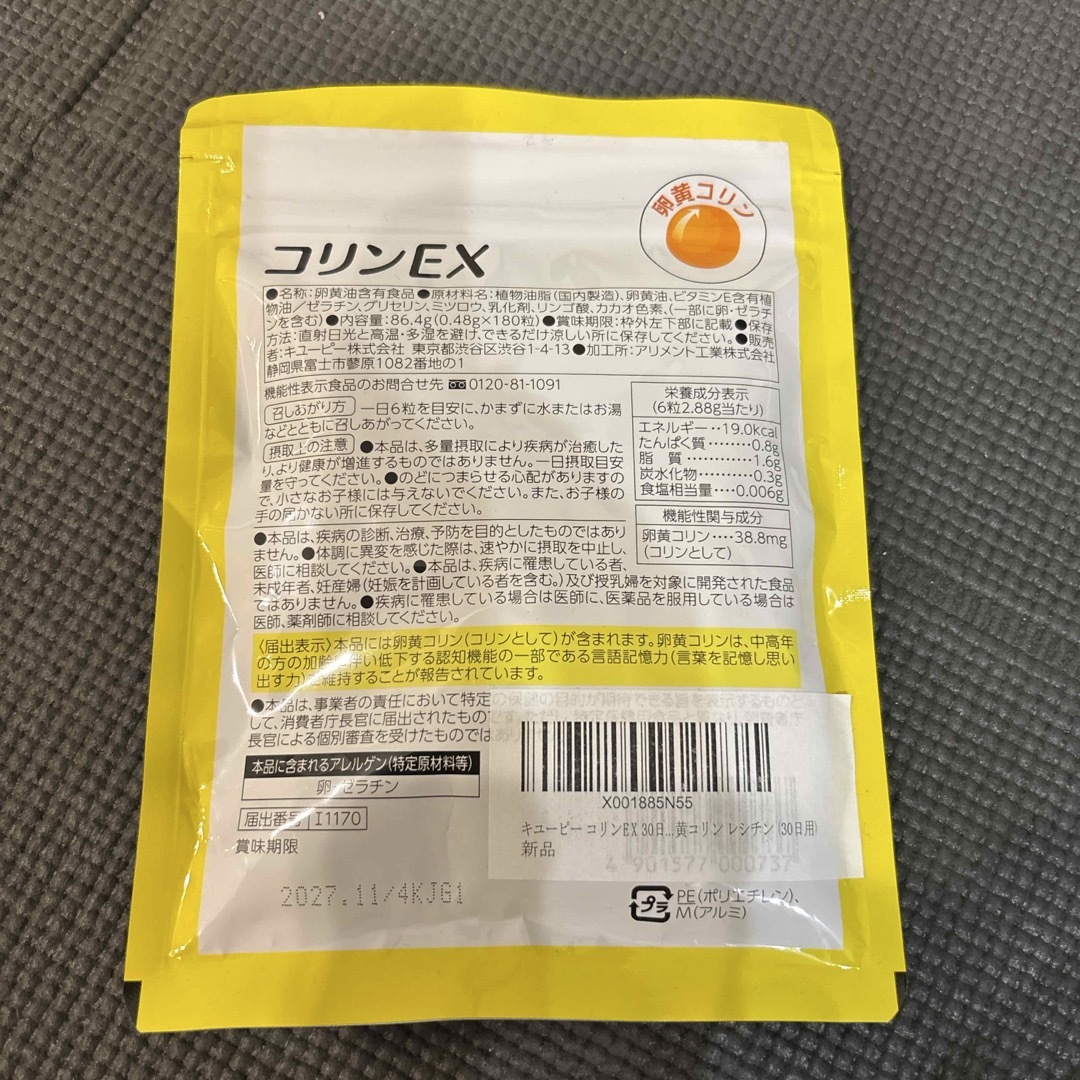 卵黄コリン
コリンEX
●名称：卵黄油含有食品●原材料名：植物油脂（国内製造）、卵黄油、ビタミンE含有植
物油／ゼラチン、グリセリン、ミツロウ、乳化剤、リンゴ酸、カカオ色素、（一部に卵・ゼラチ
ンを含む）●内容量：86.4g（0.48g×180粒）●賞味期限：枠外左下部に記載●保存
方法：直射日光と高温・多湿を避け、できるだけ涼しい所に保存してください。●販売
者：キユーピー株式会社 東京都渋谷区渋谷1-4-13●加工所：アリメント工業株式会社
静岡県富士市蓼原1082番地の1
機能性表示食品のお問合せ先 0120-81-1091
召しあがり方 一日6粒を目安に、かまずに水またはお湯
などとともに召しあがってください。
摂取上の注意 ●本品は、多量摂取により疾病が治癒した
り、より健康が増進するものではありません。一日摂取目安
量を守ってください。●のどにつまらせる心配がありますの
で、小さなお子様には与えないでください。また、お子様の
手の届かない所に保存してください。
栄養成分表示
（6粒2.88g当たり）
エネルギー‥19.0kcal
たんぱく質‥‥‥0.8g
脂 質‥‥‥‥‥1.6g
炭水化物‥‥‥‥0.3g
食塩相当量‥‥0.006g
機能性関与成分
卵黄コリン‥‥38.8mg
（コリンとして）
●本品は、疾病の診断、治療、予防を目的としたものではあり
ません。●体調に異変を感じた際は、速やかに摂取を中止し、
医師に相談してください。●本品は、疾病に罹患している者、
未成年者、妊産婦（妊娠を計画している者を含む。）及び授乳婦を対象に開発された食品
ではありません。●疾病に罹患している場合は医師に、医薬品を服用している場合は
医師、薬剤師に相談してください。
〈届出表示〉本品には卵黄コリン（コリンとして）が含まれます。卵黄コリンは、中高年
の方の加齢に伴い低下する認知機能の一部である言語記憶力（言葉を記憶し思い
出す力）を維持することが報告されています。
●本品は、事業者の責任において特定の保健の目的が期待できる旨を表示するものと
して、消費者庁長官に届出されたものです。
長官による個別審査を受けたものではあり
本品に含まれるアレルゲン（特定原材料等）
卵・ゼラチン
届出番号 I1170
賞味期限
2027.11/4KJG1
X001885N55
キユーピー コリンEX 30日...黄コリン レシチン (30日用)
新品
4 901577 000737
プラ PE（ポリエチレン）、
M（アルミ）